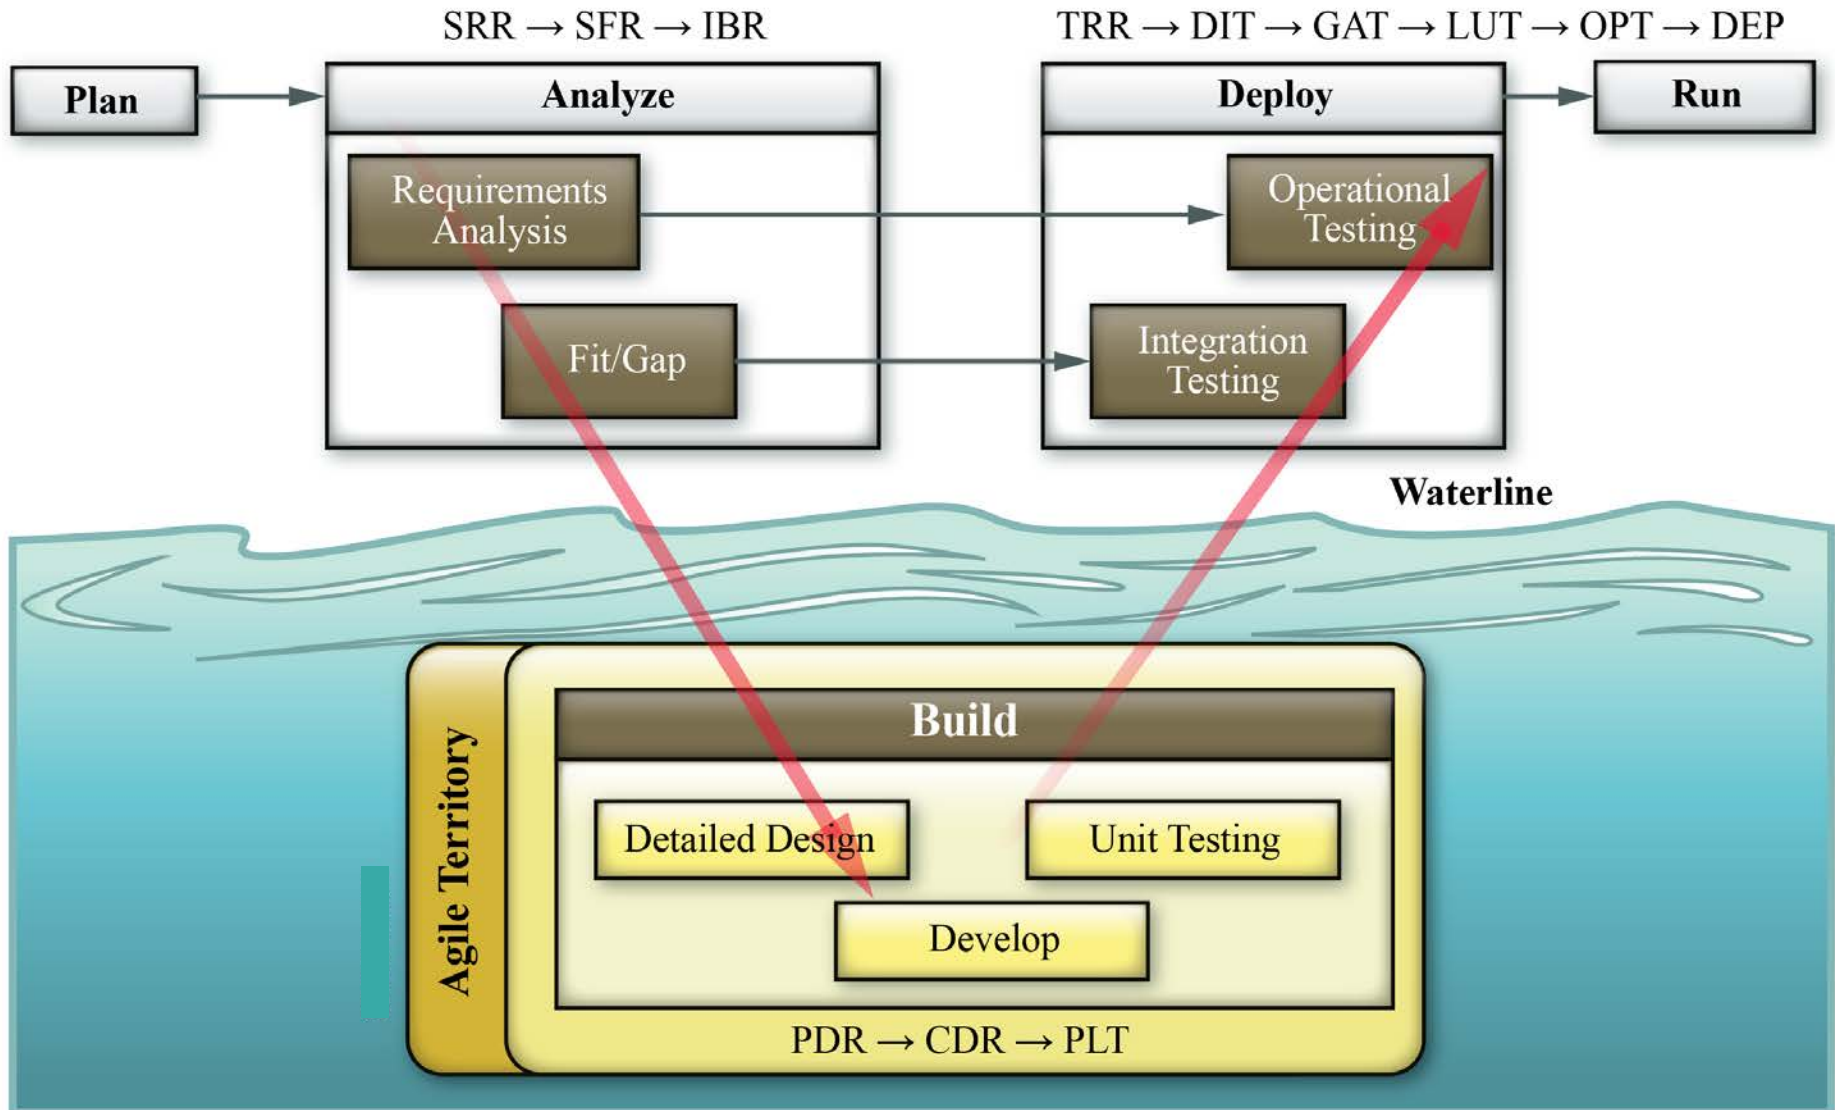 SRR → SFR → IBR
TRR → DIT → GAT → LUT → OPT → DEP
Plan
Analyze
Deploy
Run
Requirements
Analysis
Operational
Testing
Fit/Gap
Integration
Testing
Waterline
Agile Territory
Build
Detailed Design
Unit Testing
Develop
PDR → CDR → PLT